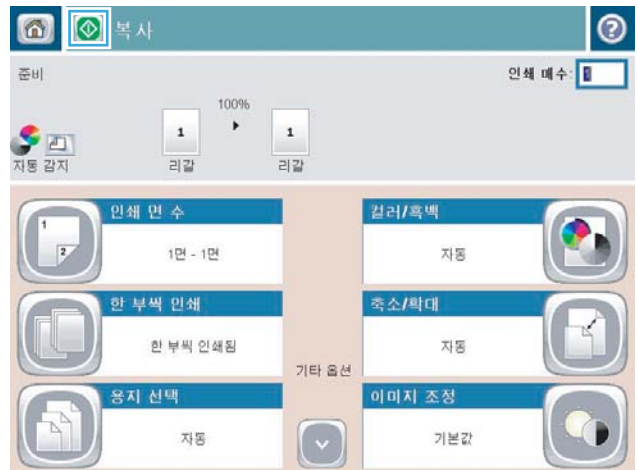 복사
준비
인쇄 매수: 1
100%
1 1
리갈 리갈
자동 감지
인쇄 면 수
1
2
1면 - 1면
컬러/흑백
자동
한 부씩 인쇄
한 부씩 인쇄됨
축소/확대
자동
기타 옵션
용지 선택
자동
이미지 조정
기본값